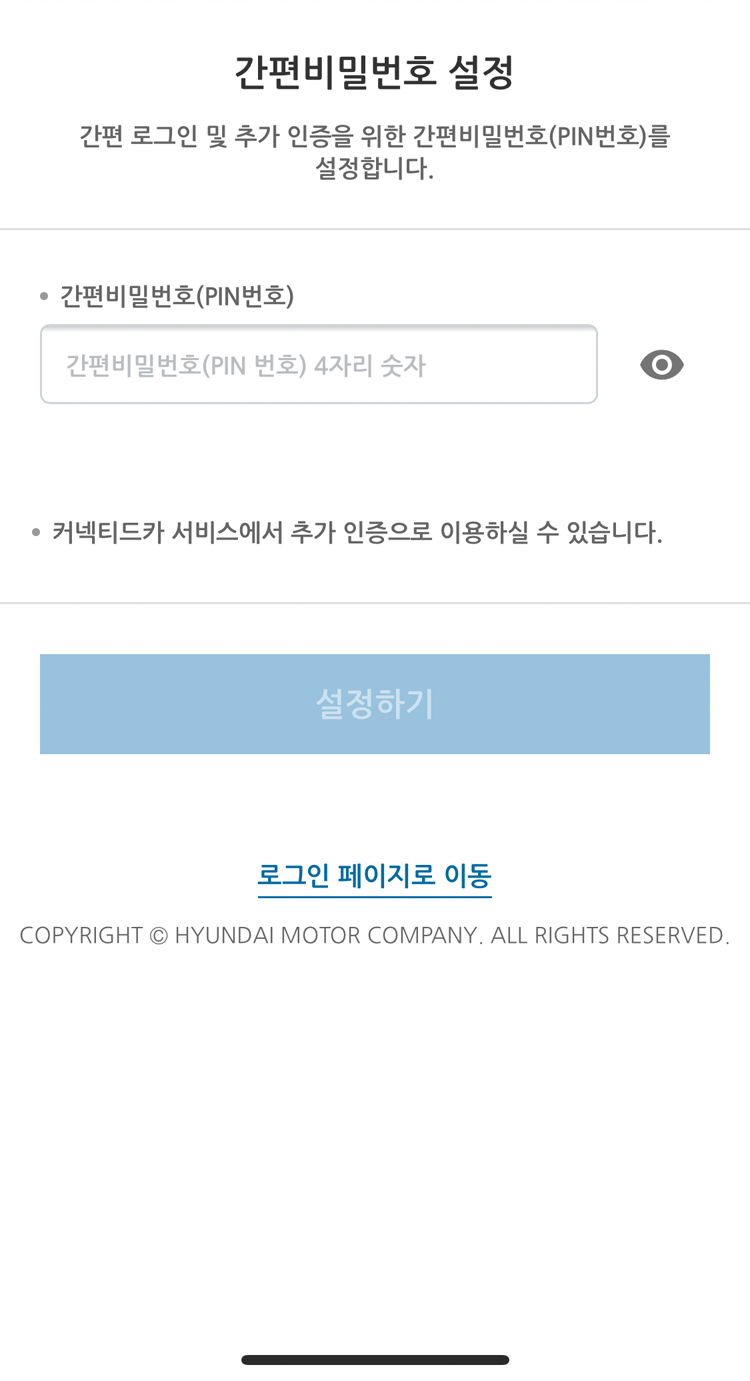 간편비밀번호 설정
간편 로그인 및 추가 인증을 위한 간편비밀번호(PIN번호)를
설정합니다.
• 간편비밀번호(PIN번호)
간편비밀번호(PIN 번호) 4자리 숫자
• 커넥티드카 서비스에서 추가 인증으로 이용하실 수 있습니다.
설정하기
로그인 페이지로 이동
COPYRIGHT © HYUNDAI MOTOR COMPANY. ALL RIGHTS RESERVED.